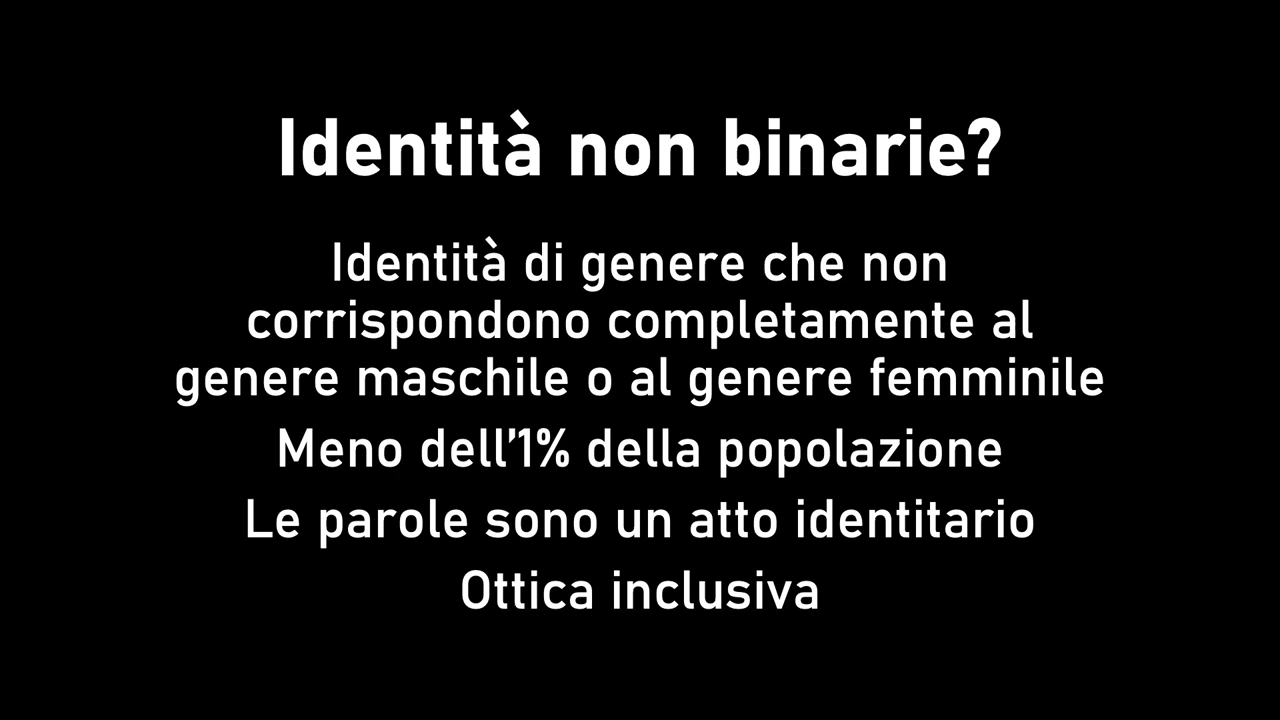 Identità non binarie?
Identità di genere che non
corrispondono completamente al
genere maschile o al genere femminile
Meno dell’1% della popolazione
Le parole sono un atto identitario
Ottica inclusiva